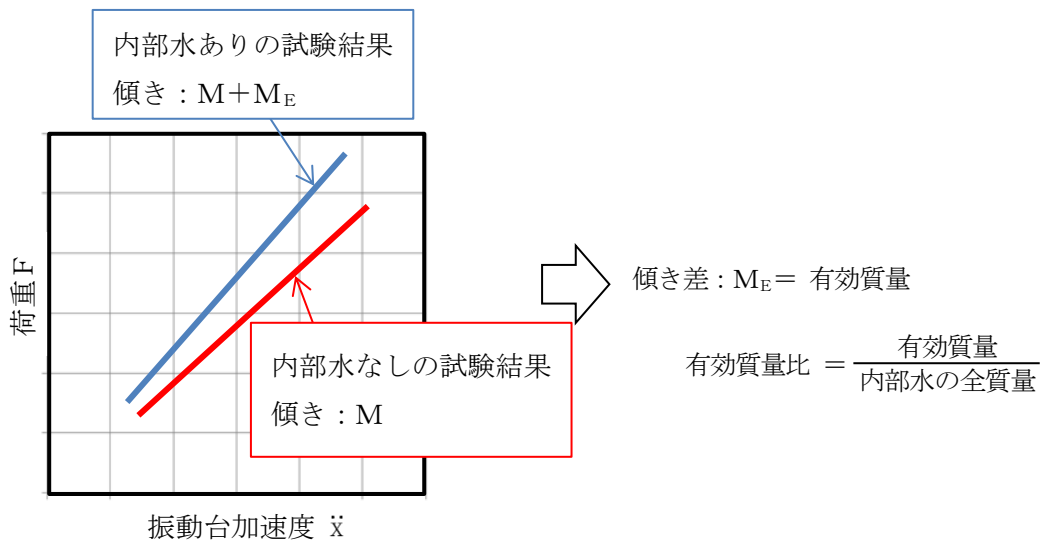 内部水ありの試験結果
傾き:M+M_E
荷重F
内部水なしの試験結果
傾き:M
振動台加速度 ẍ
傾き差:M_E= 有効質量
有効質量比 = 有効質量
内部水の全質量